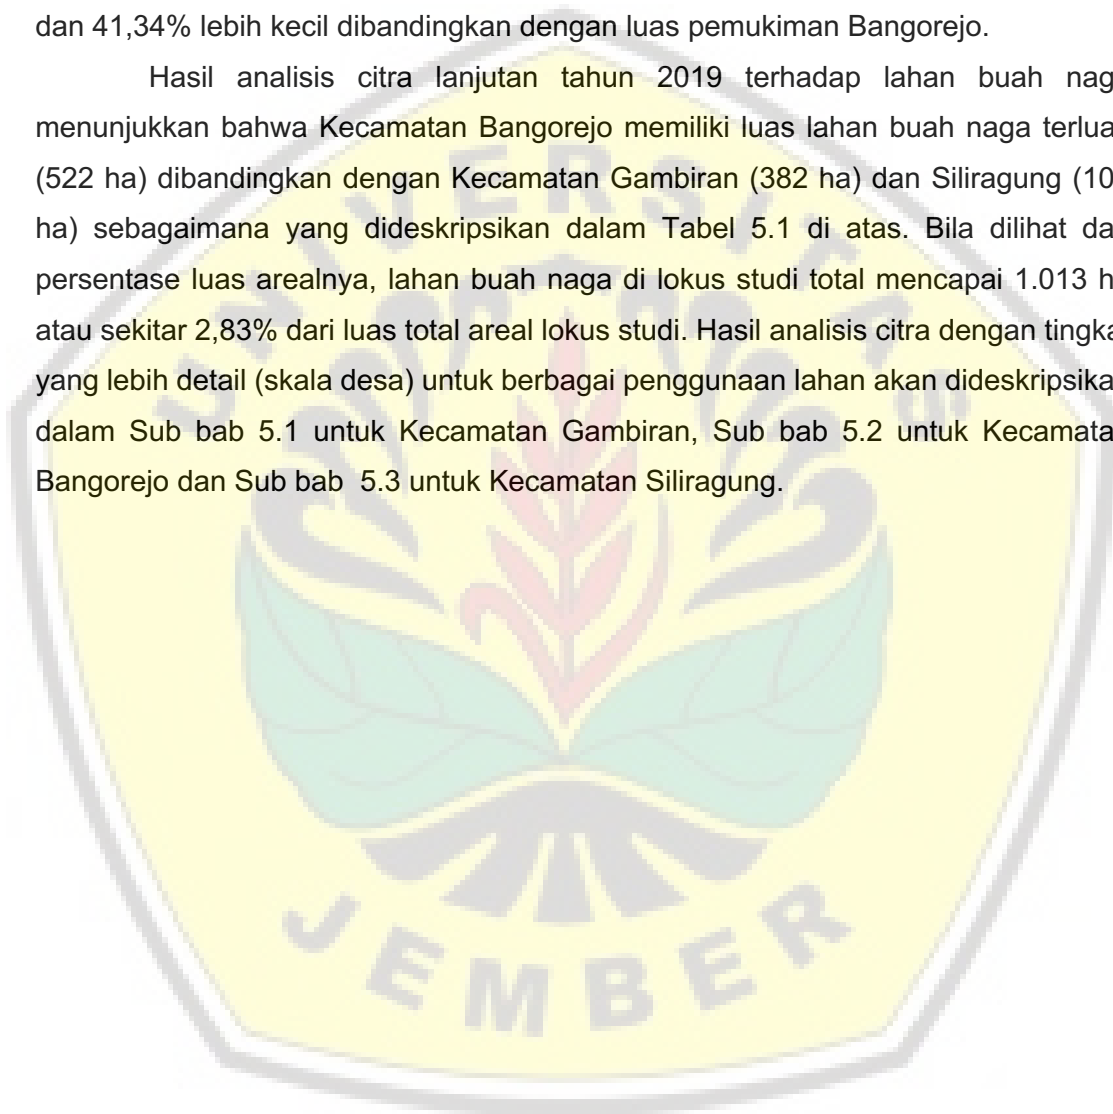 dan 41,34% lebih kecil dibandingkan dengan luas pemukiman Bangorejo.
Hasil analisis citra lanjutan tahun 2019 terhadap lahan buah nag
menunjukkan bahwa Kecamatan Bangorejo memiliki luas lahan buah naga terlua
(522 ha) dibandingkan dengan Kecamatan Gambiran (382 ha) dan Siliragung (10
ha) sebagaimana yang dideskripsikan dalam Tabel 5.1 di atas. Bila dilihat da
persentase luas arealnya, lahan buah naga di lokus studi total mencapai 1.013 h
atau sekitar 2,83% dari luas total areal lokus studi. Hasil analisis citra dengan tingka
yang lebih detail (skala desa) untuk berbagai penggunaan lahan akan dideskripsika
dalam Sub bab 5.1 untuk Kecamatan Gambiran, Sub bab 5.2 untuk Kecamata
Bangorejo dan Sub bab 5.3 untuk Kecamatan Siliragung.
UNIVERSITAS
JEMBER